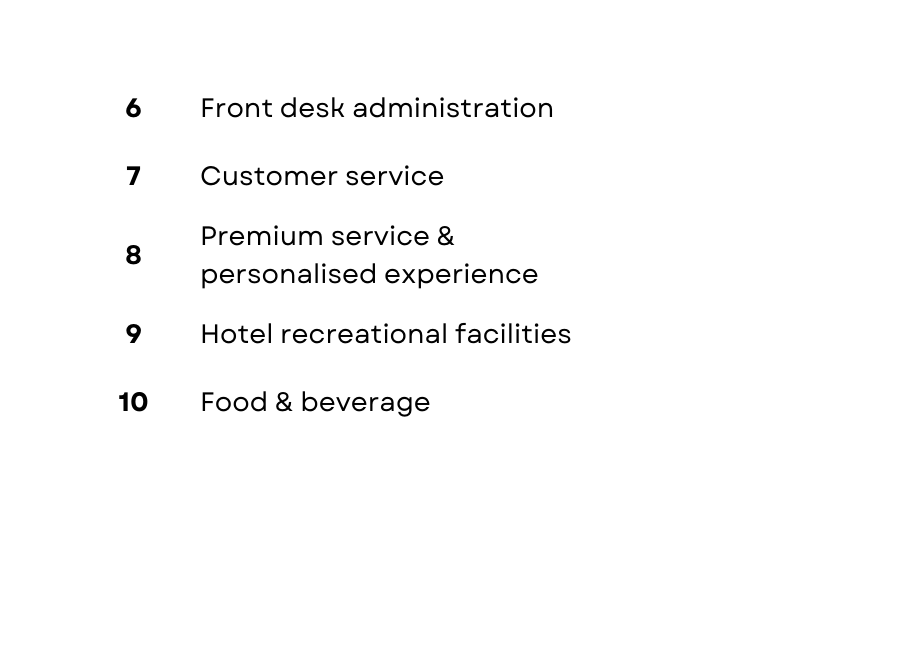 6 Front desk administration
7 Customer service
8 Premium service &
personalised experience
9 Hotel recreational facilities
10 Food & beverage